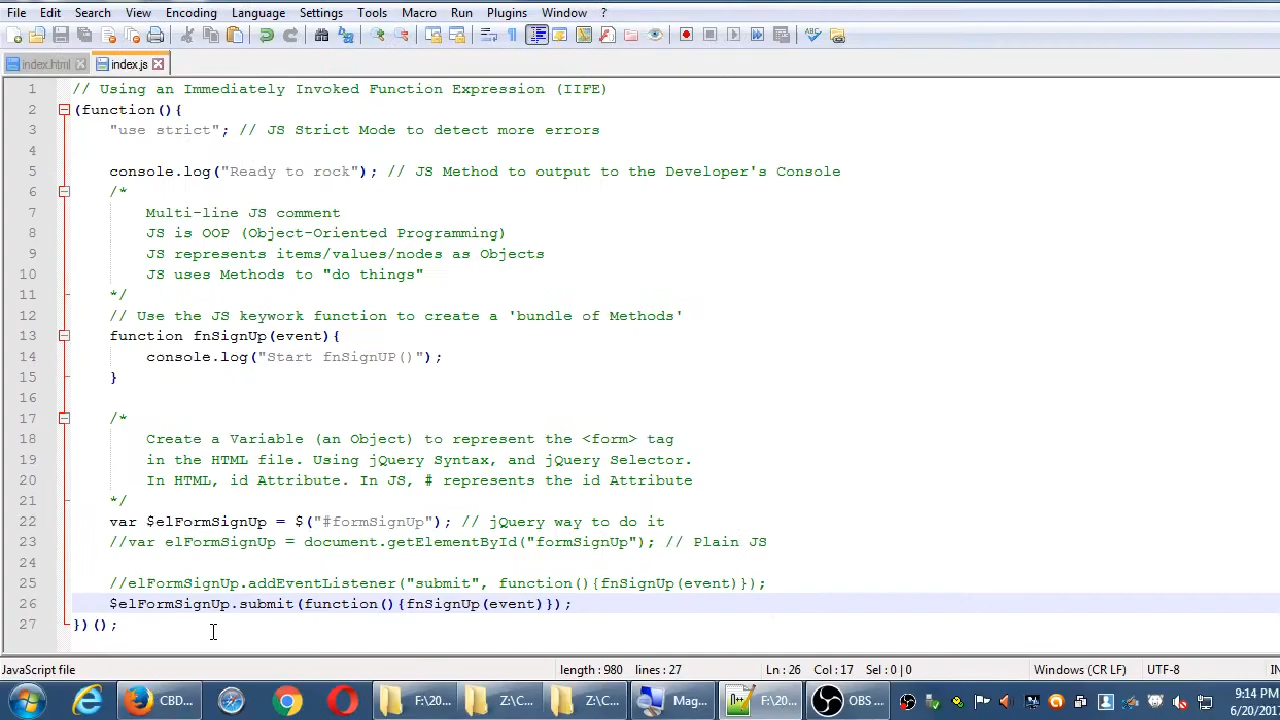 File Edit Search View Encoding Language Settings Tools Macro Run Plugins Window ?
index.html index.js
1 // Using an Immediately Invoked Function Expression (IIFE)
2 (function(){
3 "use strict"; // JS Strict Mode to detect more errors
4
5 console.log("Ready to rock"); // JS Method to output to the Developer's Console
6 /*
7 Multi-line JS comment
8 JS is OOP (Object-Oriented Programming)
9 JS represents items/values/nodes as Objects
10 JS uses Methods to "do things"
11 */
12 // Use the JS keywork function to create a 'bundle of Methods'
13 function fnSignUp(event){
14 console.log("Start fnSignUP()");
15 }
16
17 /*
18 Create a Variable (an Object) to represent the <form> tag
19 in the HTML file. Using jQuery Syntax, and jQuery Selector.
20 In HTML, id Attribute. In JS, # represents the id Attribute
21 */
22 var $elFormSignUp = $("#formSignUp"); // jQuery way to do it
23 //var elFormSignUp = document.getElementById("formSignUp"); // Plain JS
24
25 //elFormSignUp.addEventListener("submit", function(){fnSignUp(event)});
26 $elFormSignUp.submit(function(){fnSignUp(event)});
27 })();
JavaScript file length : 980 lines : 27 Ln : 26 Col : 17 Sel : 0 | 0 Windows (CR LF) UTF-8 IN
CBD... F:\20... Z:\C... Z:\C... Mag... F:\20... OBS ... 9:14 PM
6/20/201